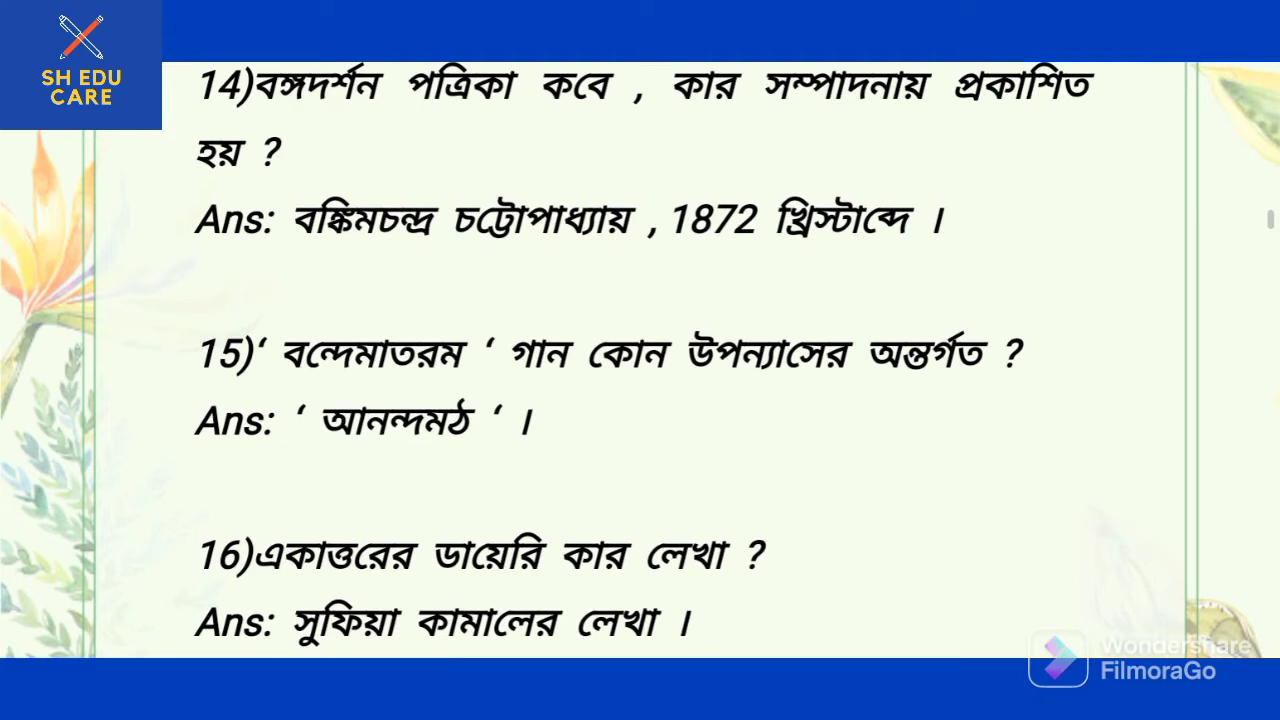 SH EDU
CARE
14)বঙ্গদর্শন পত্রিকা কবে , কার সম্পাদনায় প্রকাশিত
হয় ?
Ans: বঙ্কিমচন্দ্র চট্টোপাধ্যায় , 1872 খ্রিস্টাব্দে ।
15)‘ বন্দেমাতরম ‘ গান কোন উপন্যাসের অন্তর্গত ?
Ans: ‘ আনন্দমঠ ‘ ।
16)একাত্তরের ডায়েরি কার লেখা ?
Ans: সুফিয়া কামালের লেখা ।
Wondershare
FilmoraGo